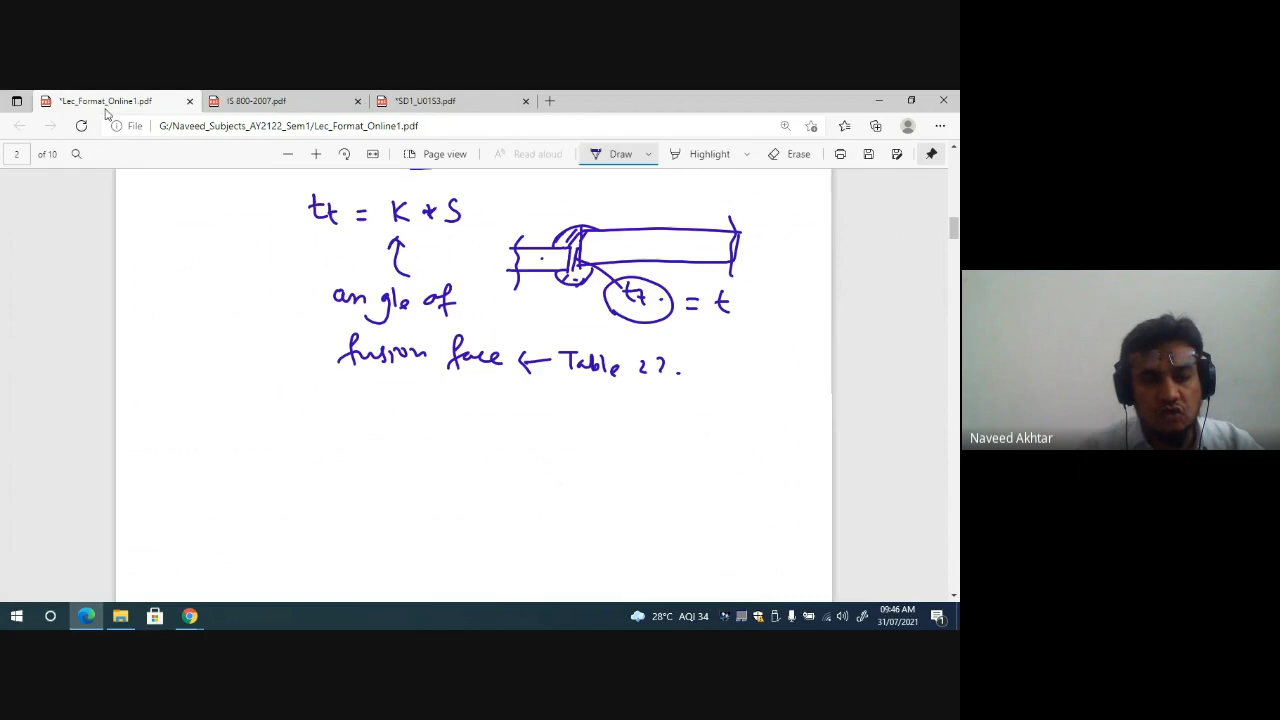 *Lec_Format_Online1.pdf
IS 800-2007.pdf
*SD1_U01S3.pdf
File
G:/Naveed_Subjects_AY2122_Sem1/Lec_Format_Online1.pdf
2 of 10
Page view
Read aloud
Draw
Highlight
Erase
tt = K * S
angle of
fusion face ← Table 22.
tt. = t
Naveed Akhtar
28°C AQI 34
09:46 AM
31/07/2021
1